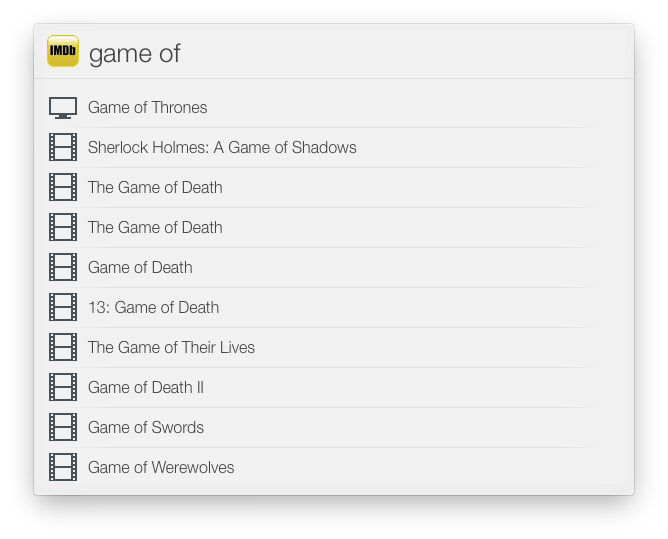 IMDb game of
Game of Thrones
Sherlock Holmes: A Game of Shadows
The Game of Death
The Game of Death
Game of Death
13: Game of Death
The Game of Their Lives
Game of Death II
Game of Swords
Game of Werewolves